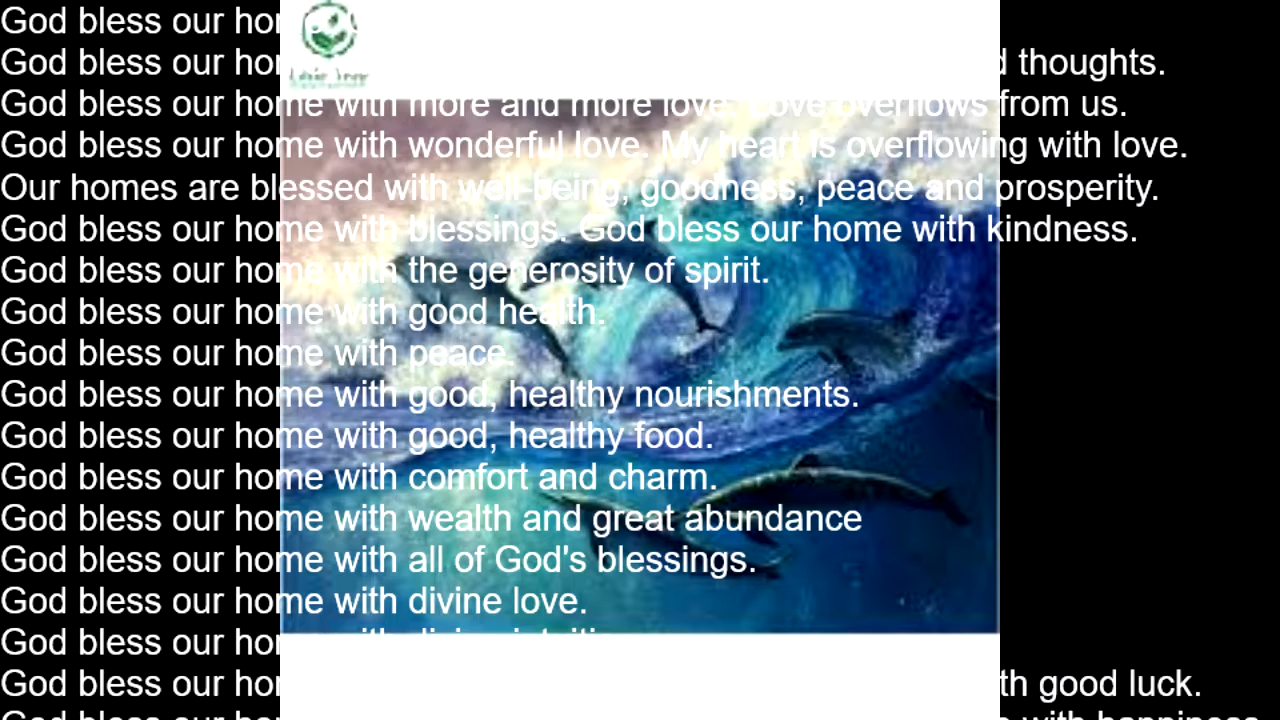 God bless our
God bless our thoughts.
God bless our home with more and more love. Love overflows from us.
God bless our home with wonderful love. My heart is overflowing with love.
Our homes are blessed with well-being, goodness, peace and prosperity.
God bless our home with blessings. God bless our home with kindness.
God bless our home with the generosity of spirit.
God bless our home with good health.
God bless our home with peace.
God bless our home with good, healthy nourishments.
God bless our home with good, healthy food.
God bless our home with comfort and charm.
God bless our home with wealth and great abundance
God bless our home with all of God's blessings.
God bless our home with divine love.
God bless our with divine
God bless our good luck.
God bless our with happiness